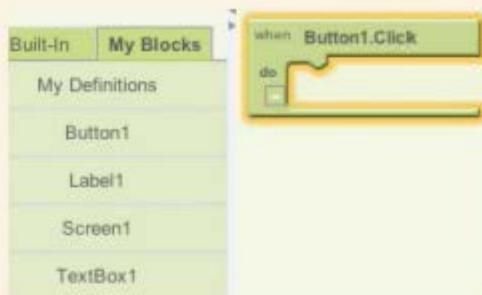 Built-In My Blocks
My Definitions
Button1
Label1
Screen1
TextBox1
when Button1.Click
do